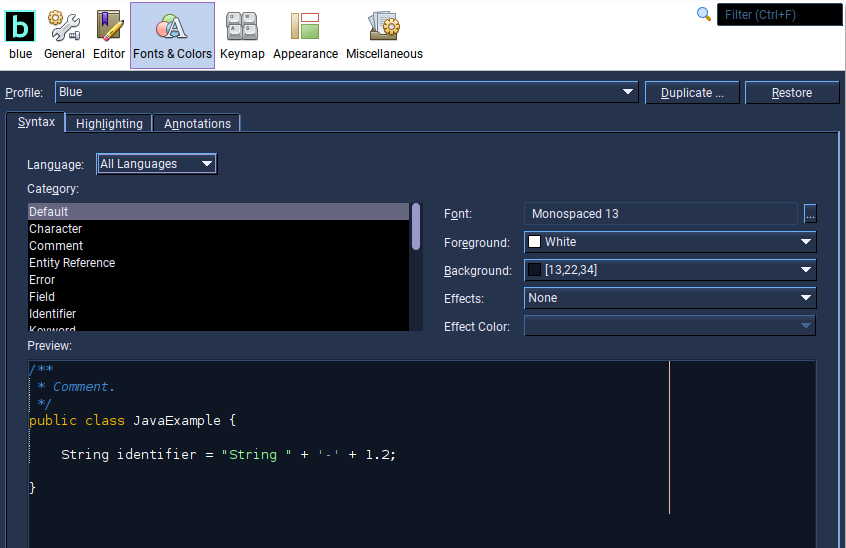 b
Filter (Ctrl+F)
blue General Editor Fonts & Colors Keymap Appearance Miscellaneous
Profile: Blue Duplicate ... Restore
Syntax Highlighting Annotations
Language: All Languages
Category:
Default
Character
Comment
Entity Reference
Error
Field
Identifier
Keyword
Font: Monospaced 13 ...
Foreground: White
Background: [13,22,34]
Effects: None
Effect Color:
Preview:
/**
 * Comment.
 */
public class JavaExample {
    String identifier = "String " + '-' + 1.2;
}